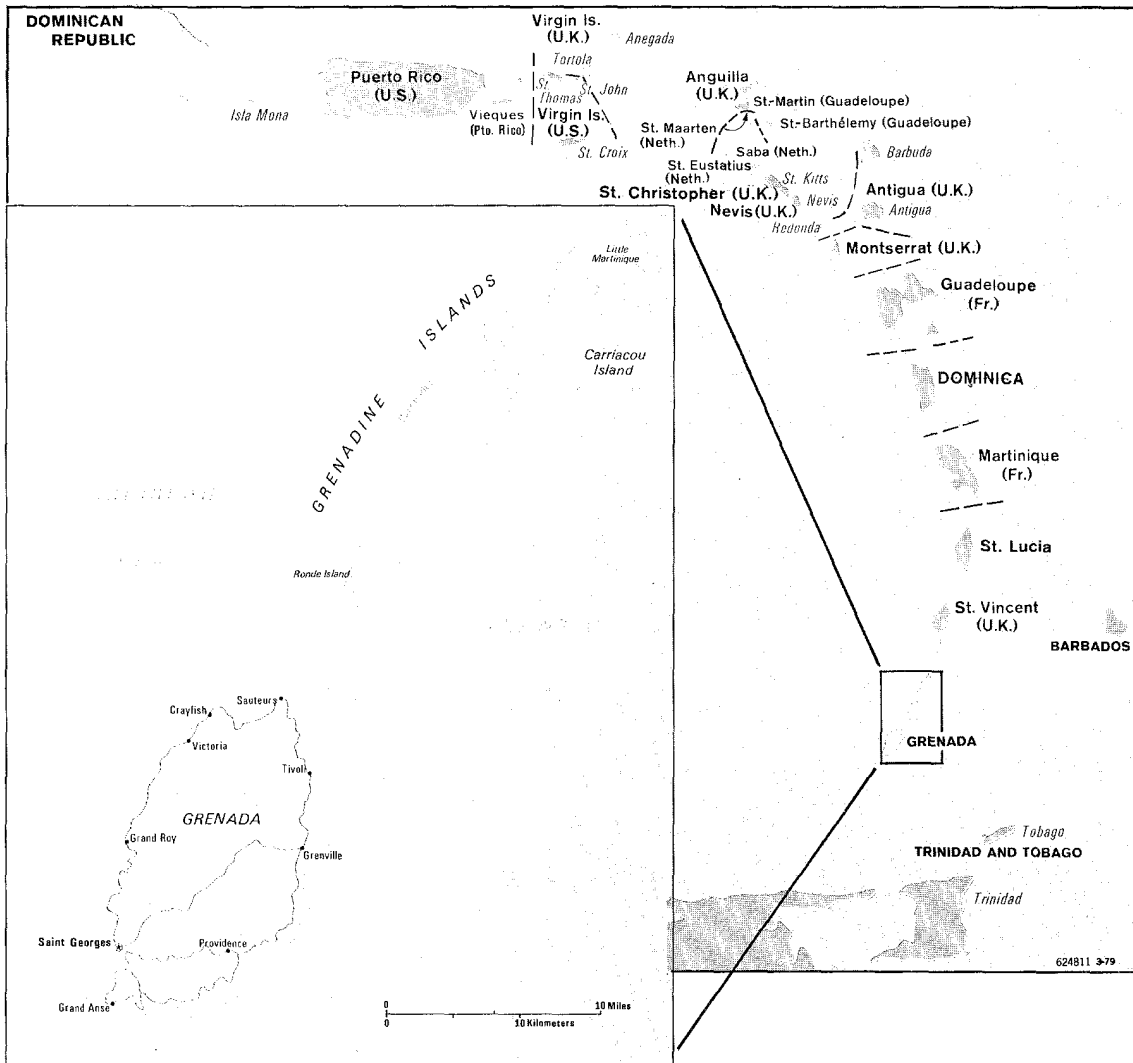 DOMINICAN
REPUBLIC
Virgin Is.
(U.K.)
Anegada
Tortola
Puerto Rico
(U.S.)
St.
Thomas
St. John
Isla Mona
Vieques
(Pto. Rico)
Virgin Is.
(U.S.)
St. Croix
Anguilla
(U.K.)
St.-Martin (Guadeloupe)
St.-Barthélemy (Guadeloupe)
St. Maarten
(Neth.)
Saba (Neth.)
Barbuda
St. Eustatius
(Neth.)
St. Kitts
St. Christopher (U.K.)
Nevis
Nevis (U.K.)
Antigua (U.K.)
Antigua
Redonda
Montserrat (U.K.)
Guadeloupe
(Fr.)
DOMINICA
Martinique
(Fr.)
St. Lucia
St. Vincent
(U.K.)
BARBADOS
GRENADA
Tobago
TRINIDAD AND TOBAGO
Trinidad
624811 3-79
Little
Martinique
GRENADINE ISLANDS
Carriacou
Island
Ronde Island
Sauteurs
Crayfish
Victoria
Tivoli
GRENADA
Grand Roy
Grenville
Saint Georges
Providence
Grand Anse
0 10 Miles
0 10 Kilometers